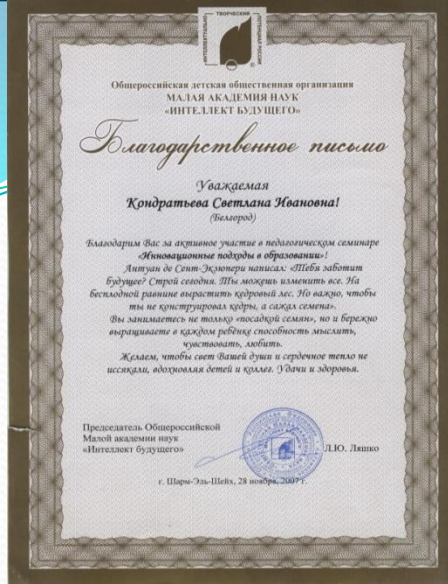 ИНТЕЛЛЕКТУАЛЬНО
ТВОРЧЕСКИЙ
ПОТЕНЦИАЛ РОССИИ
Общероссийская детская общественная организация
МАЛАЯ АКАДЕМИЯ НАУК
«ИНТЕЛЛЕКТ БУДУЩЕГО»
Благодарственное письмо
Уважаемая
Кондратьева Светлана Ивановна!
(Белгород)
Благодарим Вас за активное участие в педагогическом семинаре
«Инновационные подходы в образовании»!
Антуан де Сент-Экзюпери написал: «Тебя заботит
будущее? Строй сегодня. Ты можешь изменить все. На
бесплодной равнине вырастить кедровый лес. Но важно, чтобы
ты не конструировал кедры, а сажал семена».
Вы занимаетесь не только «посадкой семян», но и бережно
выращиваете в каждом ребёнке способность мыслить,
чувствовать, любить.
Желаем, чтобы свет Вашей души и сердечное тепло не
иссякали, вдохновляя детей и коллег. Удачи и здоровья.
Председатель Общероссийской
Малой академии наук
«Интеллект будущего»
Л.Ю. Ляшко
г. Шарм-Эль-Шейх, 28 ноября, 2007 г.